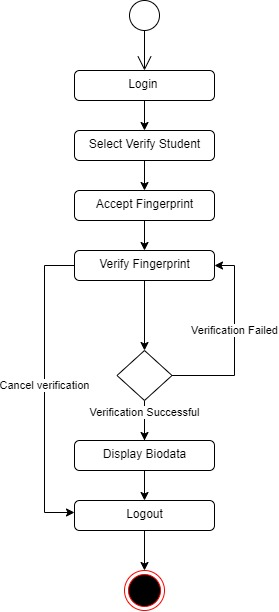 Login
Select Verify Student
Accept Fingerprint
Verify Fingerprint
Verification Failed
Cancel verification
Verification Successful
Display Biodata
Logout